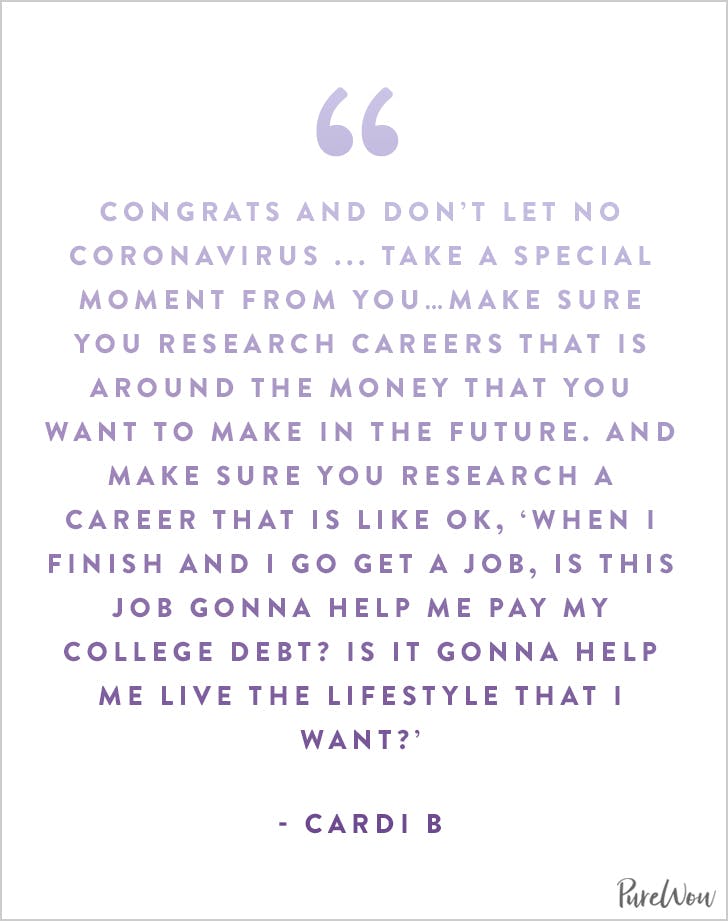 “
CONGRATS AND DON’T LET NO
CORONAVIRUS ... TAKE A SPECIAL
MOMENT FROM YOU…MAKE SURE
YOU RESEARCH CAREERS THAT IS
AROUND THE MONEY THAT YOU
WANT TO MAKE IN THE FUTURE. AND
MAKE SURE YOU RESEARCH A
CAREER THAT IS LIKE OK, ‘WHEN I
FINISH AND I GO GET A JOB, IS THIS
JOB GONNA HELP ME PAY MY
COLLEGE DEBT? IS IT GONNA HELP
ME LIVE THE LIFESTYLE THAT I
WANT?’
- CARDI B
PureWow